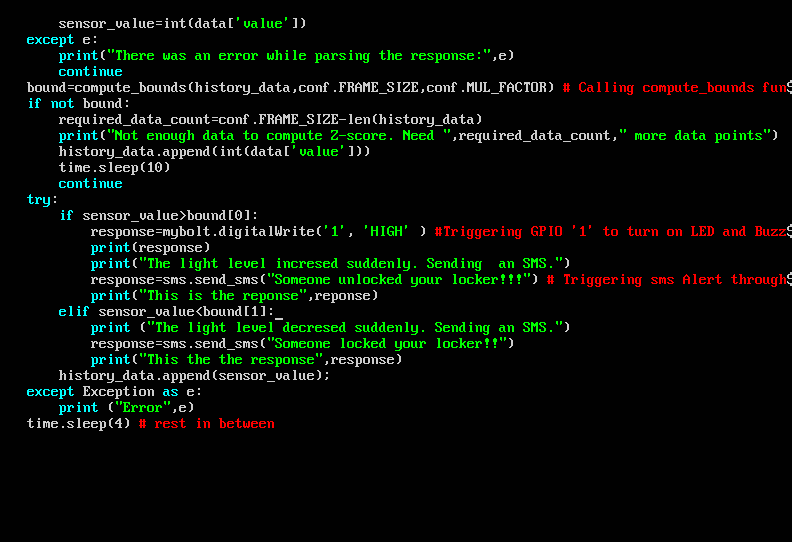 sensor_value=int(data['value'])
except e:
print("There was an error while parsing the response:",e)
continue
bound=compute_bounds(history_data,conf.FRAME_SIZE,conf.MUL_FACTOR) # Calling compute_bounds fun$
if not bound:
required_data_count=conf.FRAME_SIZE-len(history_data)
print("Not enough data to compute Z-score. Need ",required_data_count," more data points")
history_data.append(int(data['value']))
time.sleep(10)
continue
try:
if sensor_value>bound[0]:
response=mybolt.digitalWrite('1', 'HIGH' ) #Triggering GPIO '1' to turn on LED and Buzz$
print(response)
print("The light level incresed suddenly. Sending  an SMS.")
response=sms.send_sms("Someone unlocked your locker!!!") # Triggering sms Alert through$
print("This is the reponse",reponse)
elif sensor_value<bound[1]:_
print ("The light level decresed suddenly. Sending an SMS.")
response=sms.send_sms("Someone locked your locker!!")
print("This the the response",response)
history_data.append(sensor_value);
except Exception as e:
print ("Error",e)
time.sleep(4) # rest in between